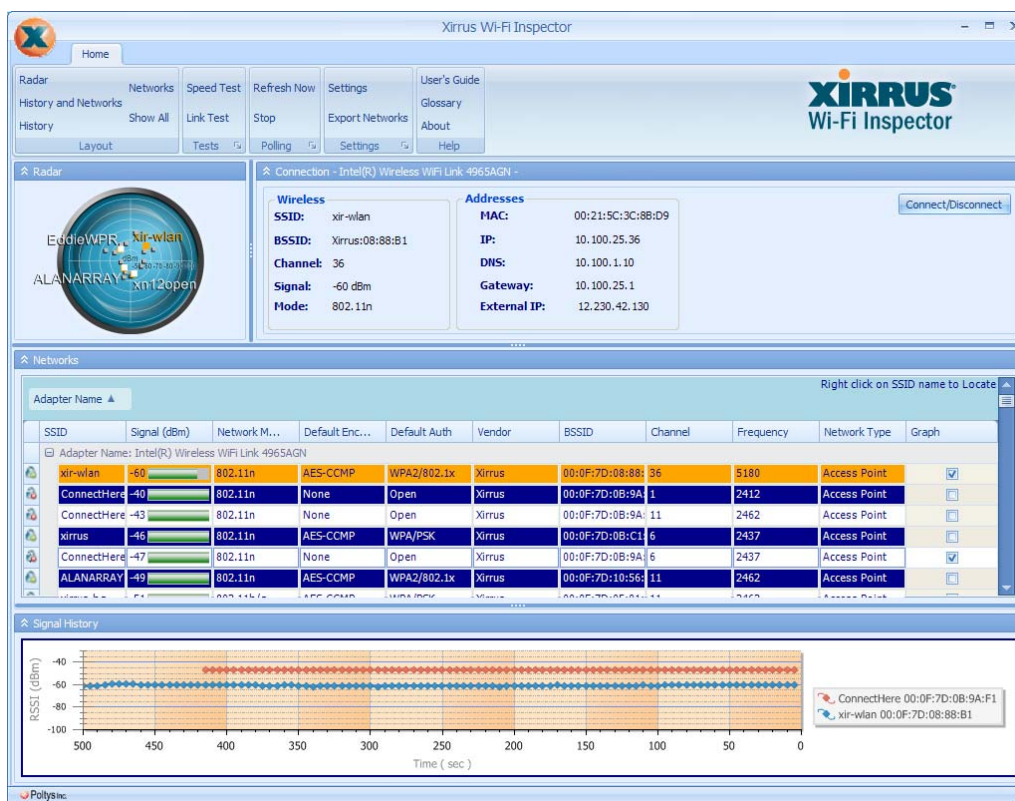 Xirrus Wi-Fi Inspector
Home
Radar
History and Networks
History
Networks
Show All
Layout
Speed Test
Link Test
Tests
Refresh Now
Stop
Polling
Settings
Export Networks
Settings
User's Guide
Glossary
About
Help
XIRRUS
Wi-Fi Inspector
Radar
EddieWPR
xir-wlan
dBm
ALANARRAY
xn12open
Connection - Intel(R) Wireless WiFi Link 4965AGN -
Wireless
SSID: xir-wlan
BSSID: Xirrus:08:88:B1
Channel: 36
Signal: -60 dBm
Mode: 802.11n
Addresses
MAC: 00:21:5C:3C:8B:D9
IP: 10.100.25.36
DNS: 10.100.1.10
Gateway: 10.100.25.1
External IP: 12.230.42.130
Connect/Disconnect
Networks
Right click on SSID name to Locate
Adapter Name
SSID Signal (dBm) Network M... Default Enc... Default Auth Vendor BSSID Channel Frequency Network Type Graph
Adapter Name: Intel(R) Wireless WiFi Link 4965AGN
xir-wlan -60 802.11n AES-CCMP WPA2/802.1x Xirrus 00:0F:7D:08:88: 36 5180 Access Point
ConnectHere -40 802.11n None Open Xirrus 00:0F:7D:0B:9A: 1 2412 Access Point
ConnectHere -43 802.11n None Open Xirrus 00:0F:7D:0B:9A: 11 2462 Access Point
xirrus -46 802.11n AES-CCMP WPA/PSK Xirrus 00:0F:7D:0B:C1: 6 2437 Access Point
ConnectHere -47 802.11n None Open Xirrus 00:0F:7D:0B:9A: 6 2437 Access Point
ALANARRAY -49 802.11n AES-CCMP WPA2/802.1x Xirrus 00:0F:7D:10:56: 11 2462 Access Point
Signal History
RSSI (dBm)
-40
-60
-80
-100
500 450 400 350 300 250 200 150 100 50 0
Time ( sec )
ConnectHere 00:0F:7D:0B:9A:F1
xir-wlan 00:0F:7D:08:88:B1
Poltys Inc.